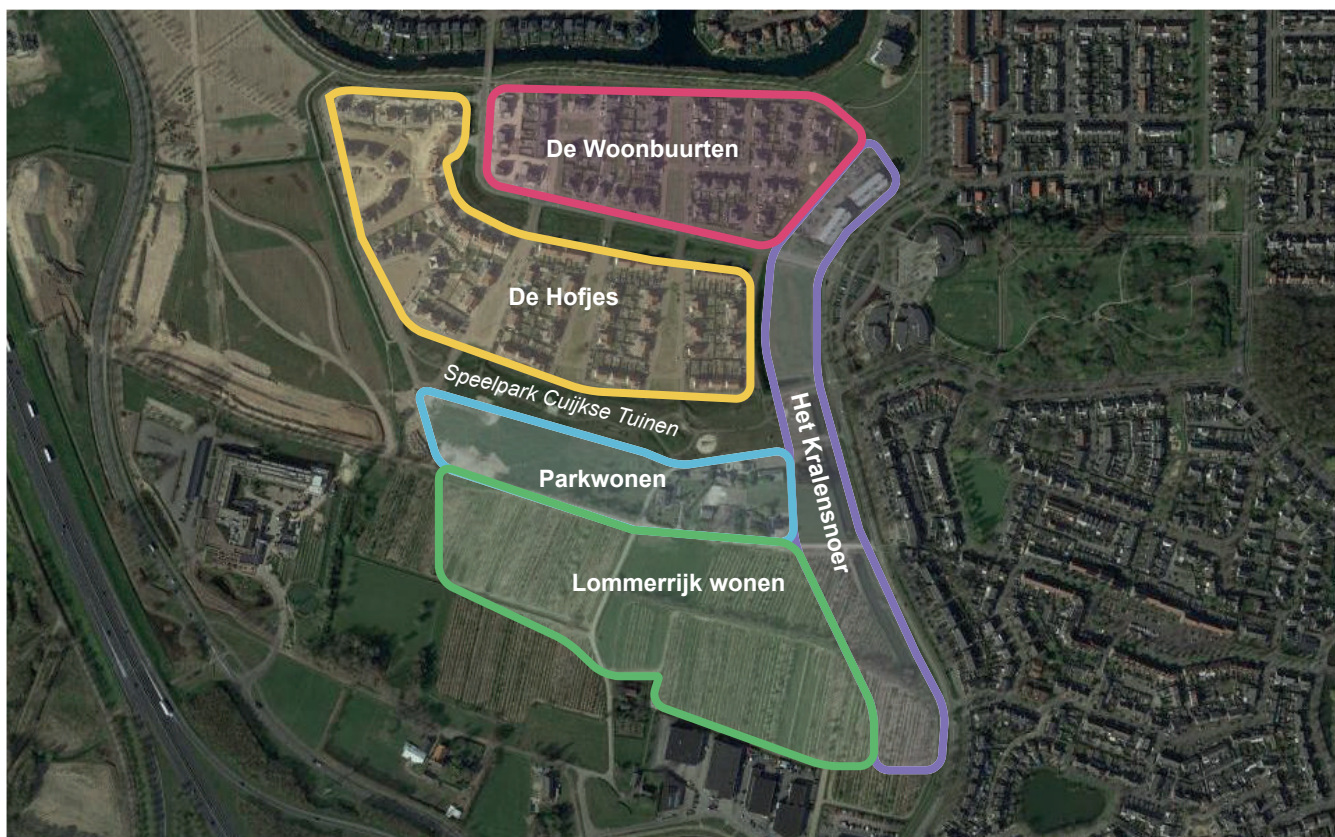 De Woonbuurten
De Hofjes
Speelpark Cuijkse Tuinen
Het Kralensnoer
Parkwonen
Lommerrijk wonen